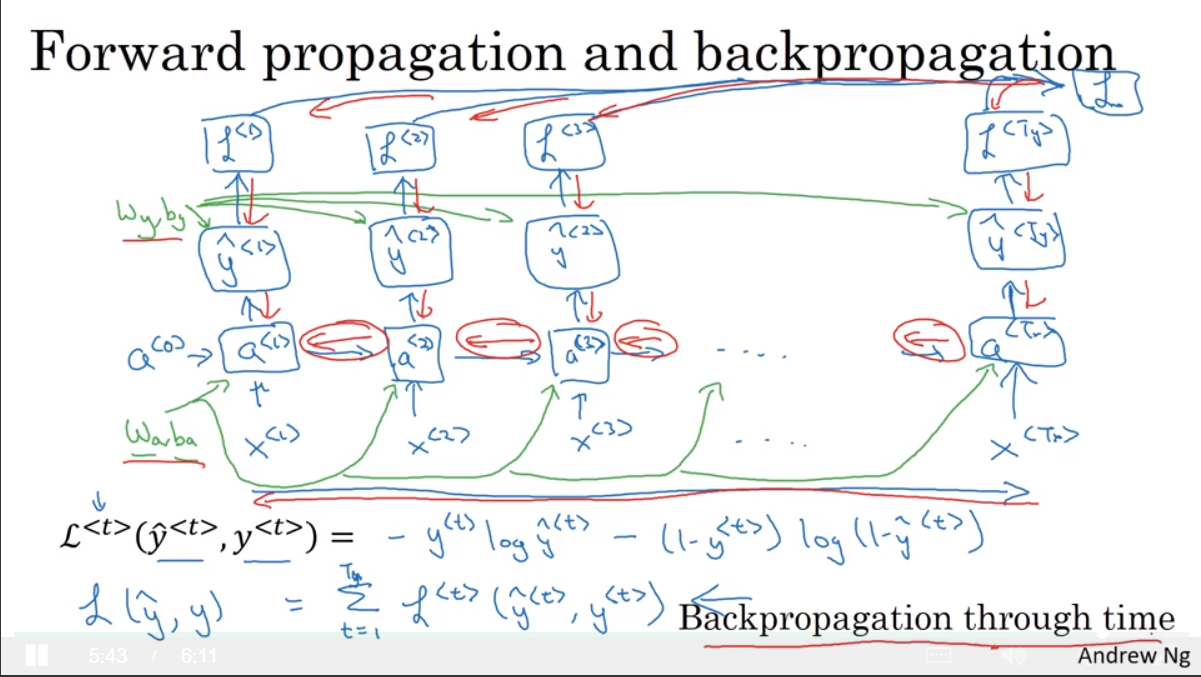 Forward propagation and backpropagation
ℒ
ℒ<1> ℒ<2> ℒ<3> ℒ<Ty>
Wy,by
ŷ<1> ŷ<2> ŷ<2> ŷ<Ty>
a<0> → a<1> a<2> a<3> ..... a<Tx>
Wa,ba
x<1> x<2> x<3> ..... x<Tx>
ℒ<t>(ŷ<t>, y<t>) = - y<t> log ŷ<t> - (1-y<t>) log (1-ŷ<t>)
ℒ(ŷ, y) = Σ_{t=1}^{Ty} ℒ<t>(ŷ<t>, y<t>) ←
Backpropagation through time
5:43 / 6:11
Andrew Ng